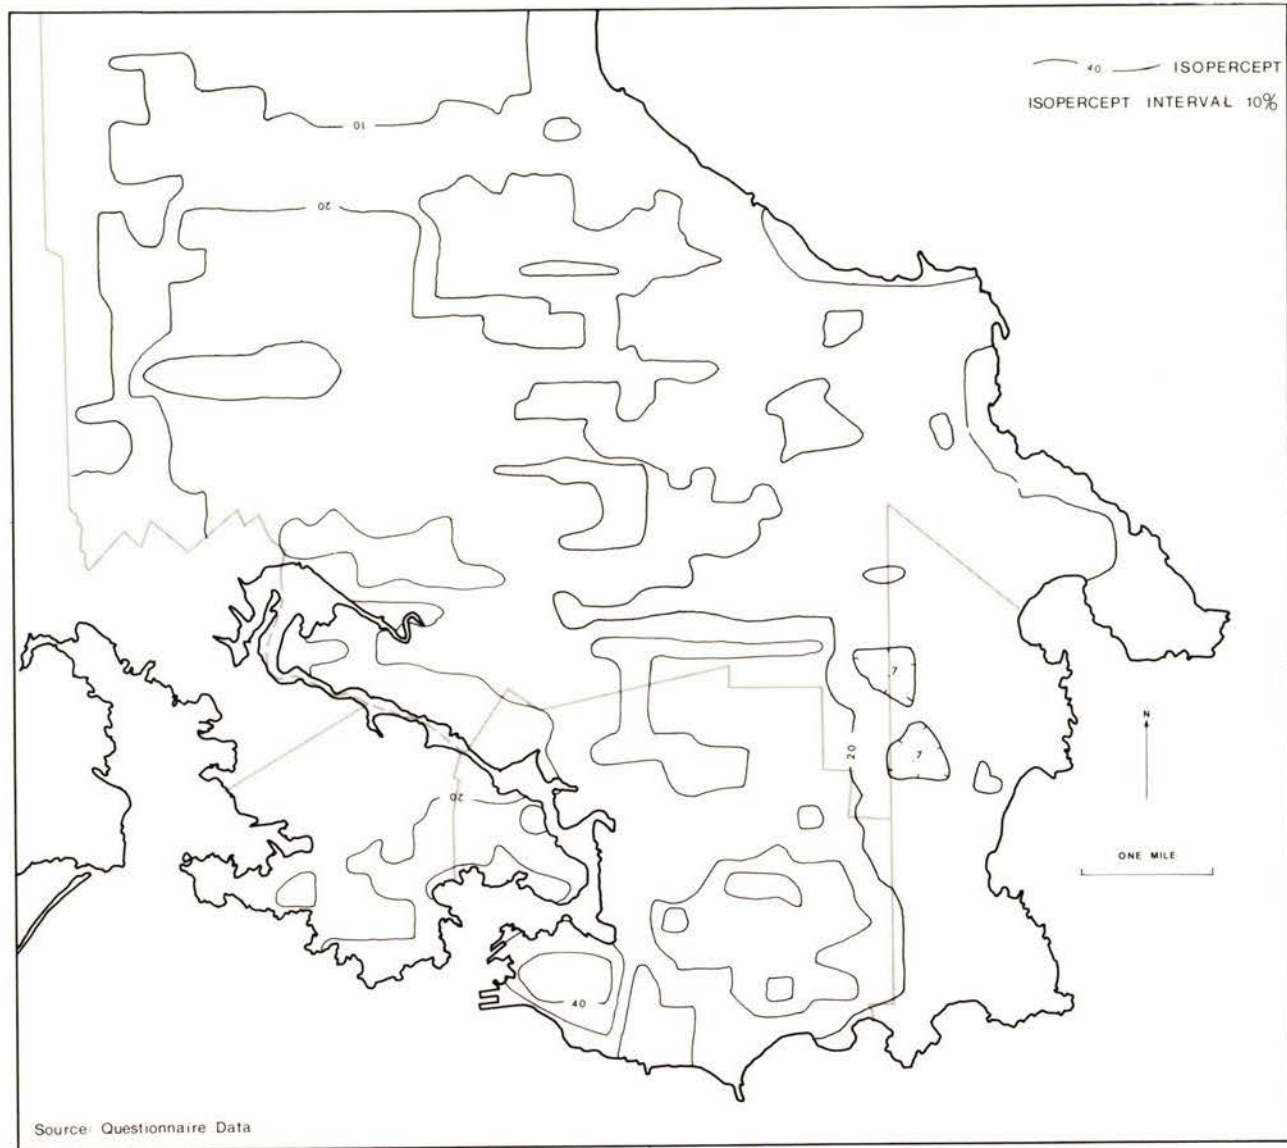 40 ISOPERCEPT
ISOPERCEPT INTERVAL 10%
10
20
7
N
20
7
20
ONE MILE
40
Source: Questionnaire Data